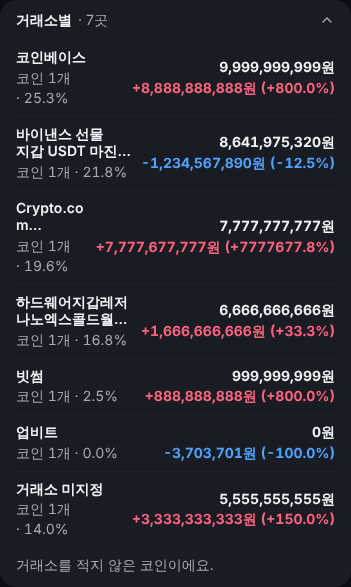 거래소별 · 7곳
코인베이스
9,999,999,999원
코인 1개
· 25.3%
+8,888,888,888원 (+800.0%)
바이낸스 선물
지갑 USDT 마진...
8,641,975,320원
코인 1개 · 21.8%
-1,234,567,890원 (-12.5%)
Crypto.co
m...
7,777,777,777원
코인 1개
· 19.6%
+7,777,677,777원 (+7777677.8%)
하드웨어지갑레저
나노엑스콜드월...
6,666,666,666원
코인 1개 · 16.8%
+1,666,666,666원 (+33.3%)
빗썸
999,999,999원
코인 1개 · 2.5%
+888,888,888원 (+800.0%)
업비트
0원
코인 1개 · 0.0%
-3,703,701원 (-100.0%)
거래소 미지정
5,555,555,555원
코인 1개
· 14.0%
+3,333,333,333원 (+150.0%)
거래소를 적지 않은 코인이에요.